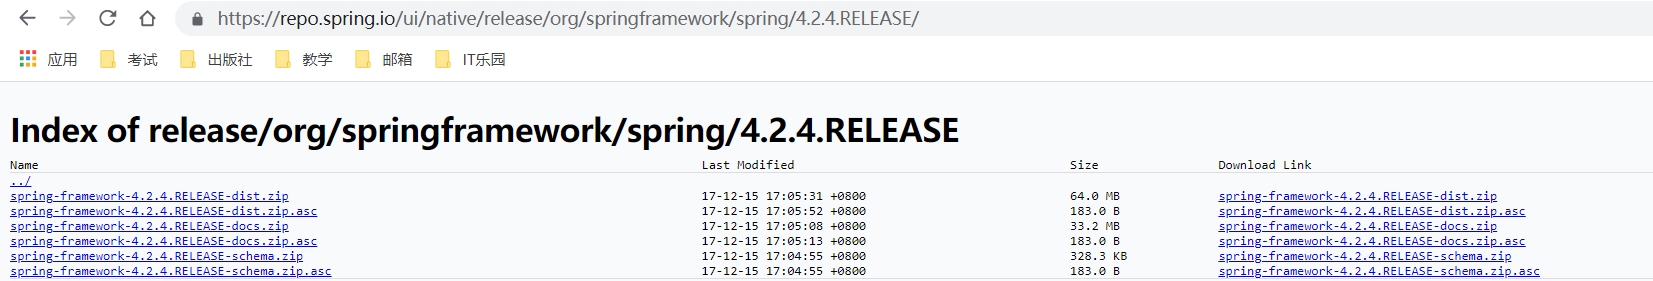 https://repo.spring.io/ui/native/release/org/springframework/spring/4.2.4.RELEASE/
应用 考试 出版社 教学 邮箱 IT乐园
Index of release/org/springframework/spring/4.2.4.RELEASE
Name Last Modified Size Download Link
../
spring-framework-4.2.4.RELEASE-dist.zip 17-12-15 17:05:31 +0800 64.0 MB spring-framework-4.2.4.RELEASE-dist.zip
spring-framework-4.2.4.RELEASE-dist.zip.asc 17-12-15 17:05:52 +0800 183.0 B spring-framework-4.2.4.RELEASE-dist.zip.asc
spring-framework-4.2.4.RELEASE-docs.zip 17-12-15 17:05:08 +0800 33.2 MB spring-framework-4.2.4.RELEASE-docs.zip
spring-framework-4.2.4.RELEASE-docs.zip.asc 17-12-15 17:05:13 +0800 183.0 B spring-framework-4.2.4.RELEASE-docs.zip.asc
spring-framework-4.2.4.RELEASE-schema.zip 17-12-15 17:04:55 +0800 328.3 KB spring-framework-4.2.4.RELEASE-schema.zip
spring-framework-4.2.4.RELEASE-schema.zip.asc 17-12-15 17:04:55 +0800 183.0 B spring-framework-4.2.4.RELEASE-schema.zip.asc